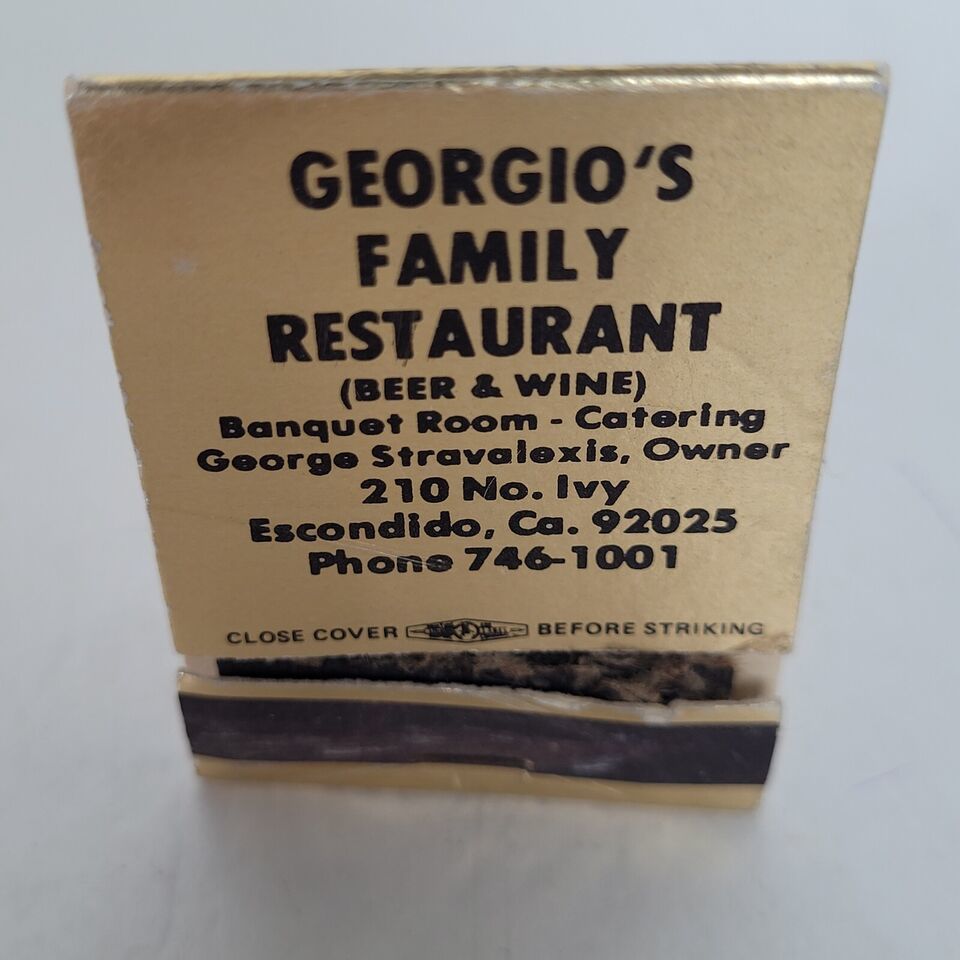 GEORGIO'S
FAMILY
RESTAURANT
(BEER & WINE)
Banquet Room - Catering
George Stravalexis, Owner
210 No. Ivy
Escondido, Ca. 92025
Phone 746-1001
CLOSE COVER BEFORE STRIKING